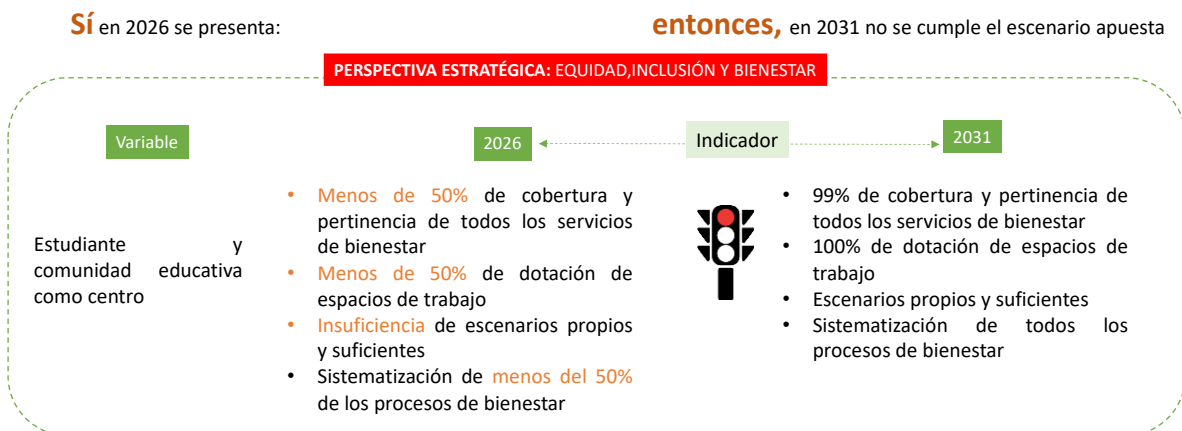 Sí en 2026 se presenta:
entonces, en 2031 no se cumple el escenario apuesta
PERSPECTIVA ESTRATÉGICA: EQUIDAD,INCLUSIÓN Y BIENESTAR
Variable
2026
Indicador
2031
Estudiante y
comunidad educativa
como centro
• Menos de 50% de cobertura y
pertinencia de todos los servicios
de bienestar
• Menos de 50% de dotación de
espacios de trabajo
• Insuficiencia de escenarios propios
y suficientes
• Sistematización de menos del 50%
de los procesos de bienestar
• 99% de cobertura y pertinencia de
todos los servicios de bienestar
• 100% de dotación de espacios de
trabajo
• Escenarios propios y suficientes
• Sistematización de todos los
procesos de bienestar